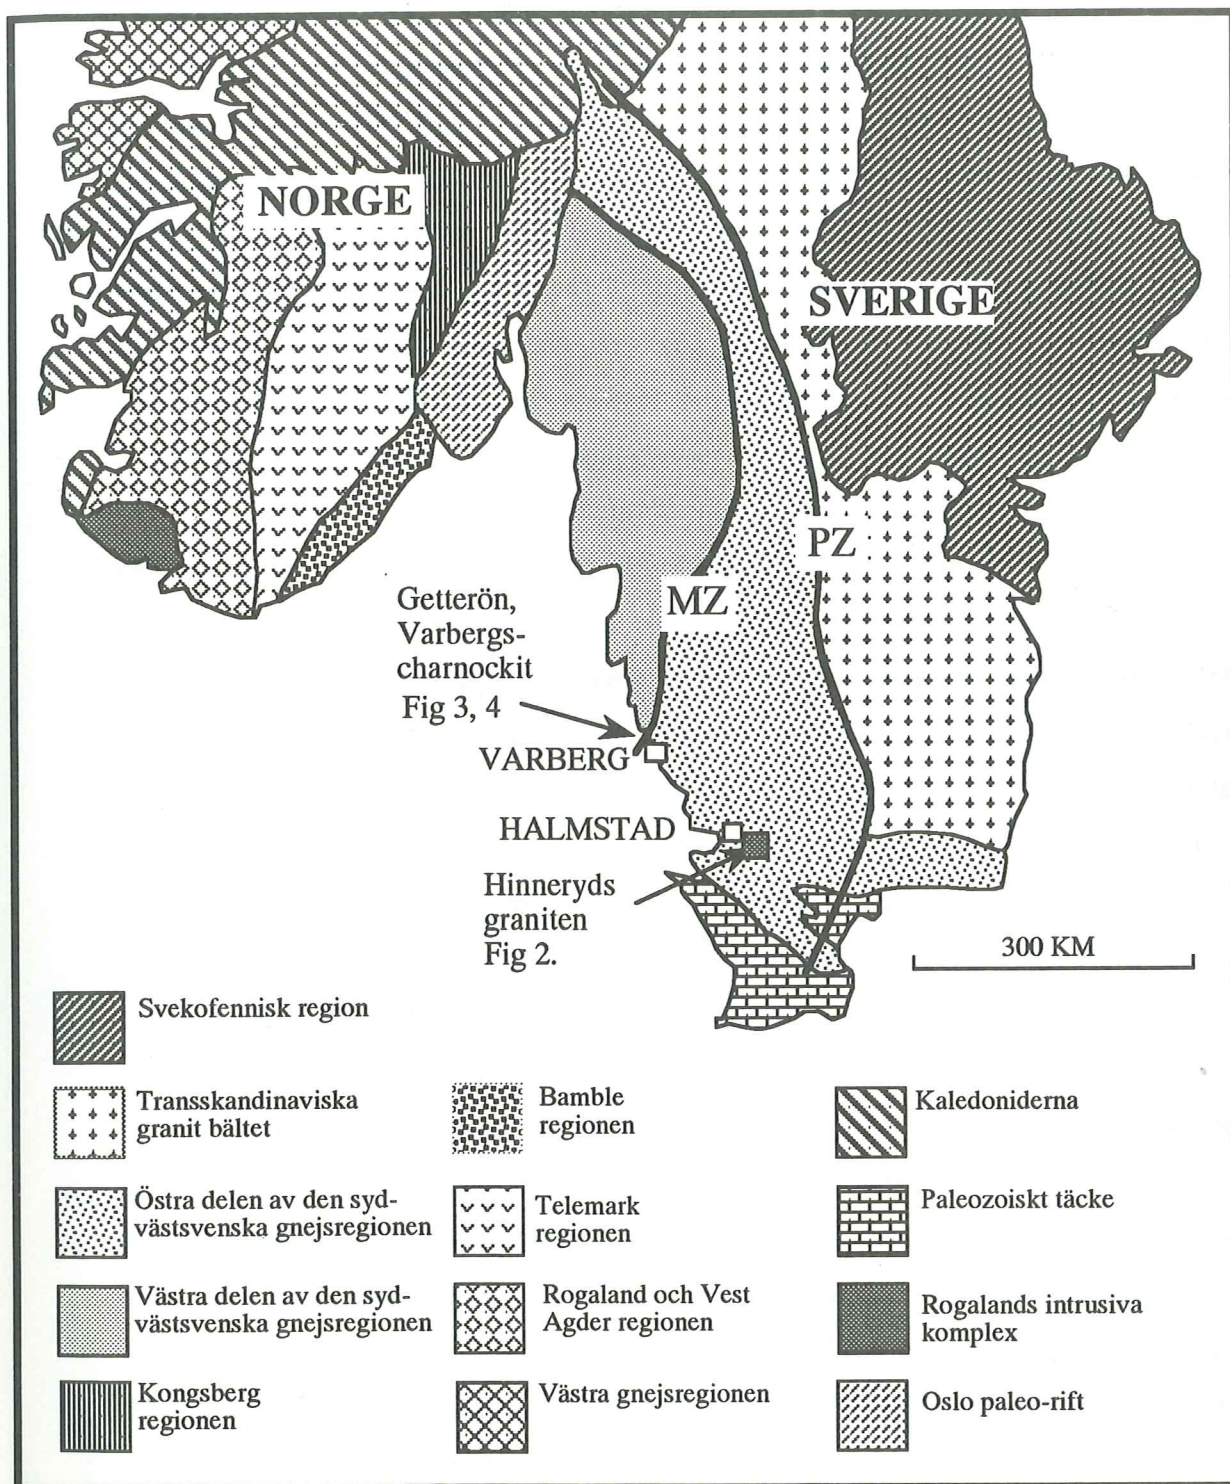 NORGE
SVERIGE
PZ
MZ
Getterön,
Varbergs-
charnockit
Fig 3, 4
VARBERG
HALMSTAD
Hinneryds
graniten
Fig 2.
300 KM
Svekofennisk region
Transskandinaviska
granit bältet
Östra delen av den syd-
västsvenska gnejsregionen
Västra delen av den syd-
västsvenska gnejsregionen
Kongsberg
regionen
Bamble
regionen
Telemark
regionen
Rogaland och Vest
Agder regionen
Västra gnejsregionen
Kaledoniderna
Paleozoiskt täcke
Rogalands intrusiva
komplex
Oslo paleo-rift